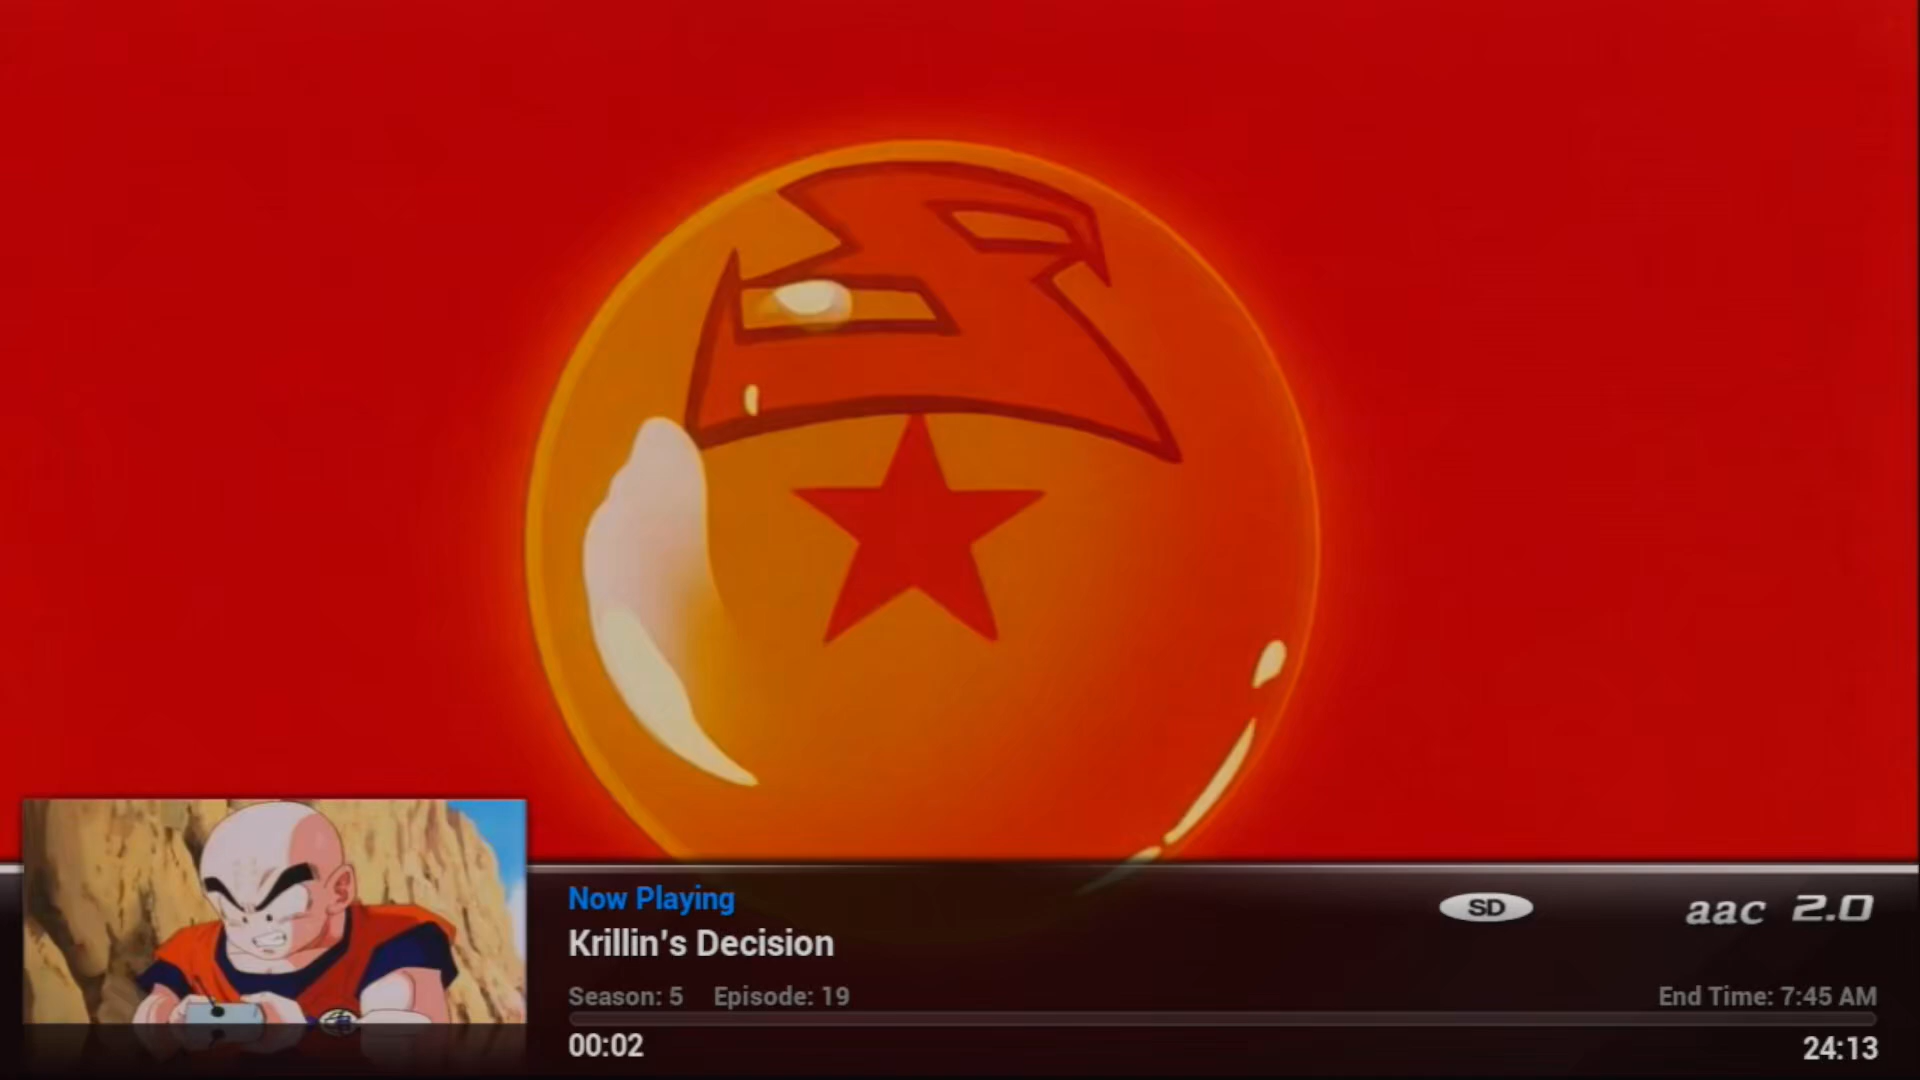 Now Playing
SD
aac 2.0
Krillin's Decision
Season: 5 Episode: 19
End Time: 7:45 AM
00:02
24:13